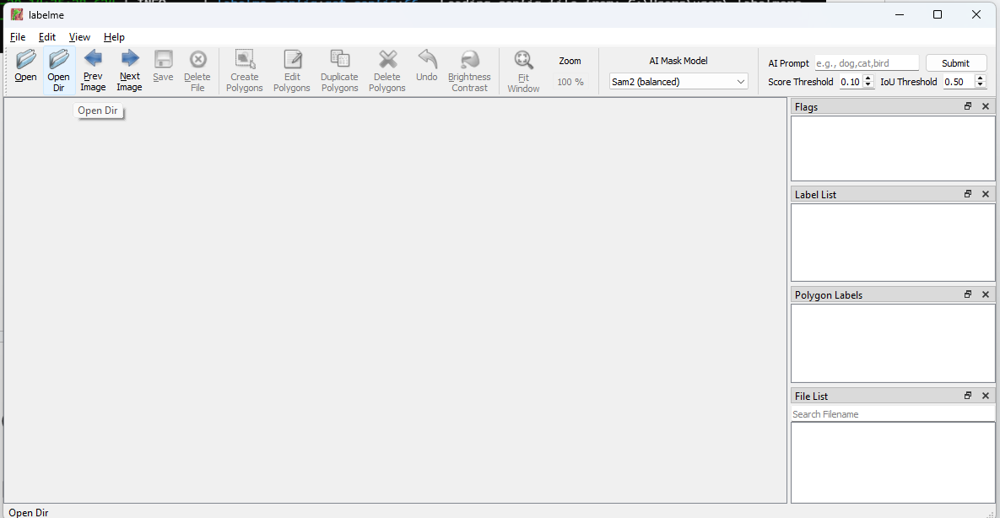 labelme
File Edit View Help
Open
Open Dir
Prev Image
Next Image
Save
Delete File
Create Polygons
Edit Polygons
Duplicate Polygons
Delete Polygons
Undo
Brightness Contrast
Fit Window
Zoom
100 %
AI Mask Model
Sam2 (balanced)
AI Prompt e.g., dog,cat,bird Submit
Score Threshold 0.10 IoU Threshold 0.50
Open Dir
Flags
Label List
Polygon Labels
File List
Search Filename
Open Dir